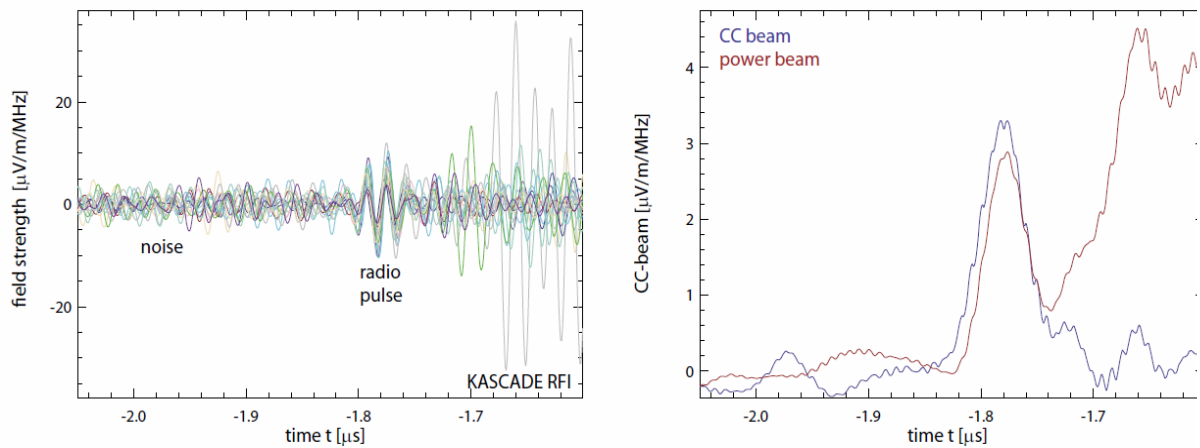 field strength [μV/m/MHz]
20
0
-20
noise
radio
pulse
KASCADE RFI
-2.0
-1.9
-1.8
-1.7
time t [μs]
CC-beam [μV/m/MHz]
CC beam
power beam
4
3
2
1
0
-2.0
-1.9
-1.8
-1.7
time t [μs]